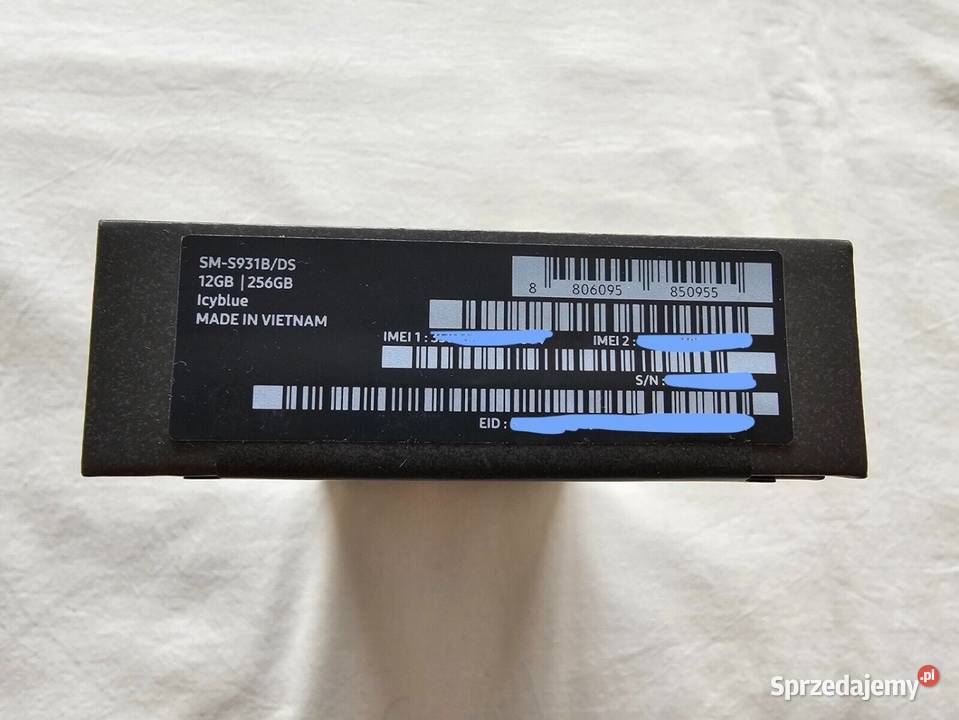 SM-S931B/DS
12GB | 256GB
Icyblue
MADE IN VIETNAM
8 806095 850955
IMEI 1 :
IMEI 2 :
S/N :
EID :
Sprzedajemy.pl